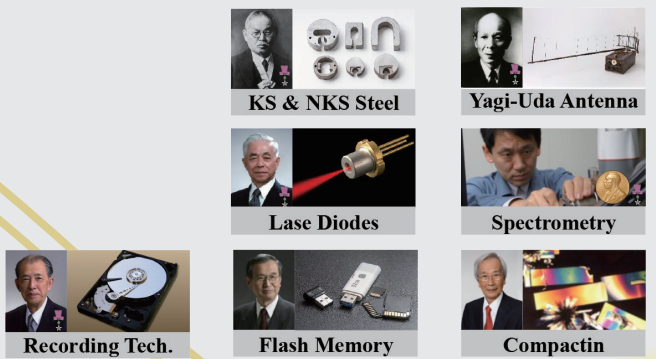 KS & NKS Steel
Yagi-Uda Antenna
Lase Diodes
Spectrometry
Recording Tech.
Flash Memory
Compactin